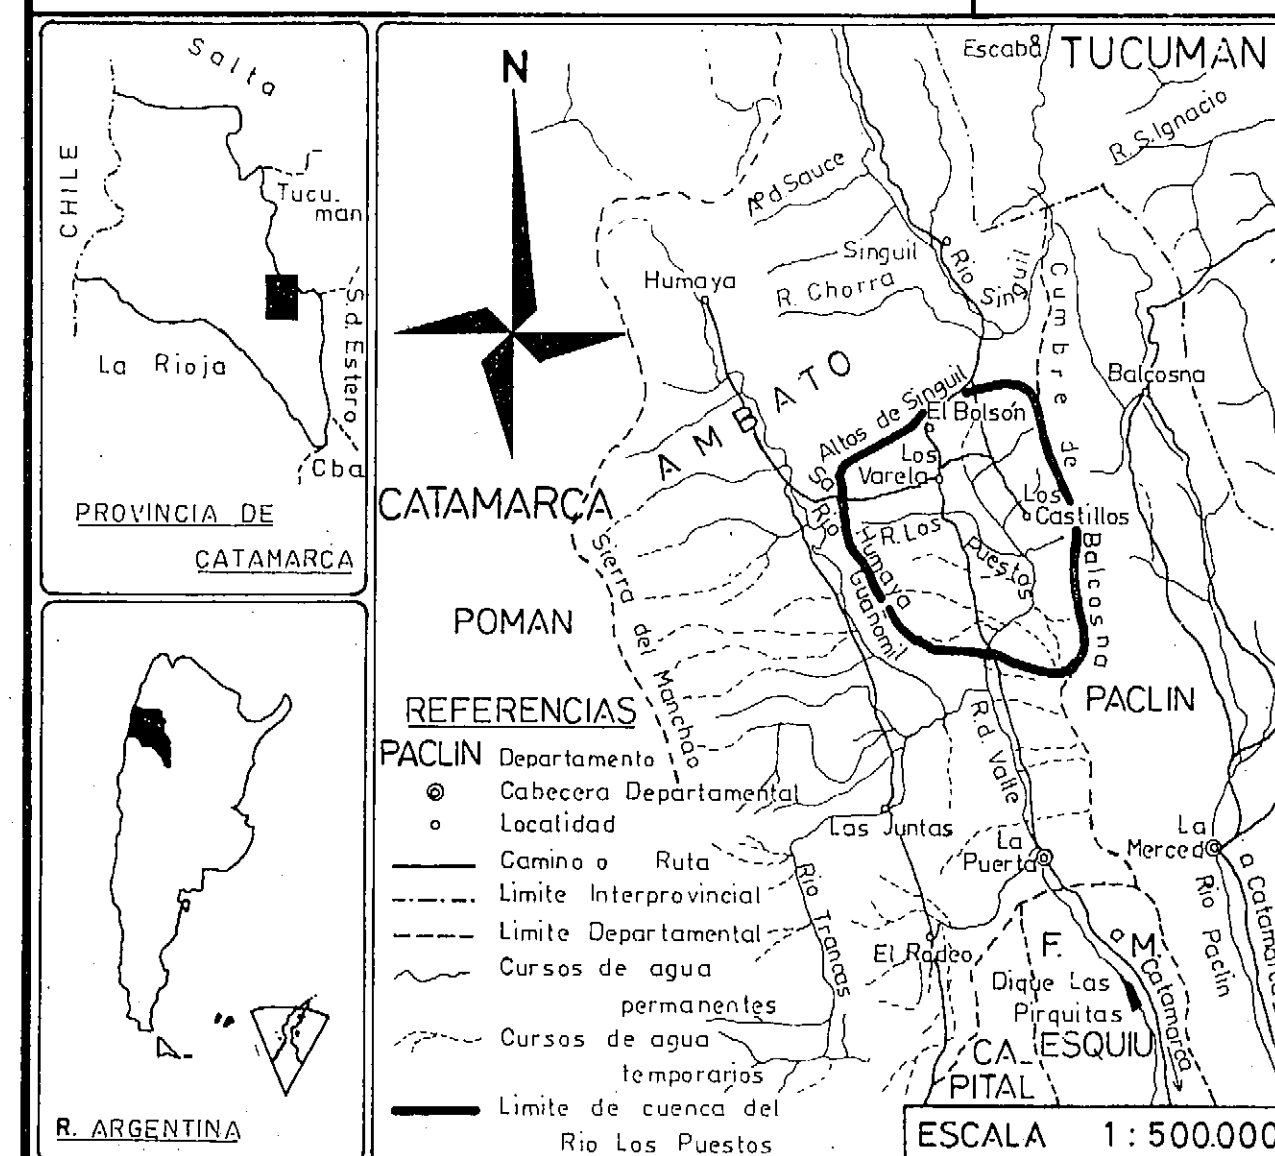 Salta
CHILE
Tucu-
man
Sd. Estero
La Rioja
Cba
PROVINCIA DE
CATAMARCA
R. ARGENTINA
N
Escaba
TUCUMAN
R. S. Ignacio
Aº d. Sauce
Singuil
Rio
Singuil
R. Chorra
Humaya
Cumbre de Balcosna
Balcosna
AMBATO
Altos de Singuil
El Bolsón
Los
Varela
Los
Castillos
CATAMARCA
Rio
R. Los Puestos
Humaya
Guanomil
Sierra del Manchao
POMAN
PACLIN
R.d. Valle
REFERENCIAS
PACLIN Departamento
Cabecera Departamental
Localidad
Camino o Ruta
Limite Interprovincial
Limite Departamental
Cursos de agua
permanentes
Cursos de agua
temporarios
Limite de cuenca del
Rio Los Puestos
Las Juntas
La
Puerta
La
Merced
Rio Trancas
El Rodeo
F. M.
ESQUIU
Dique Las
Pirquitas
a Catamarca
Rio Paclin
a Catamarca
CA-
PITAL
ESCALA 1:500.000